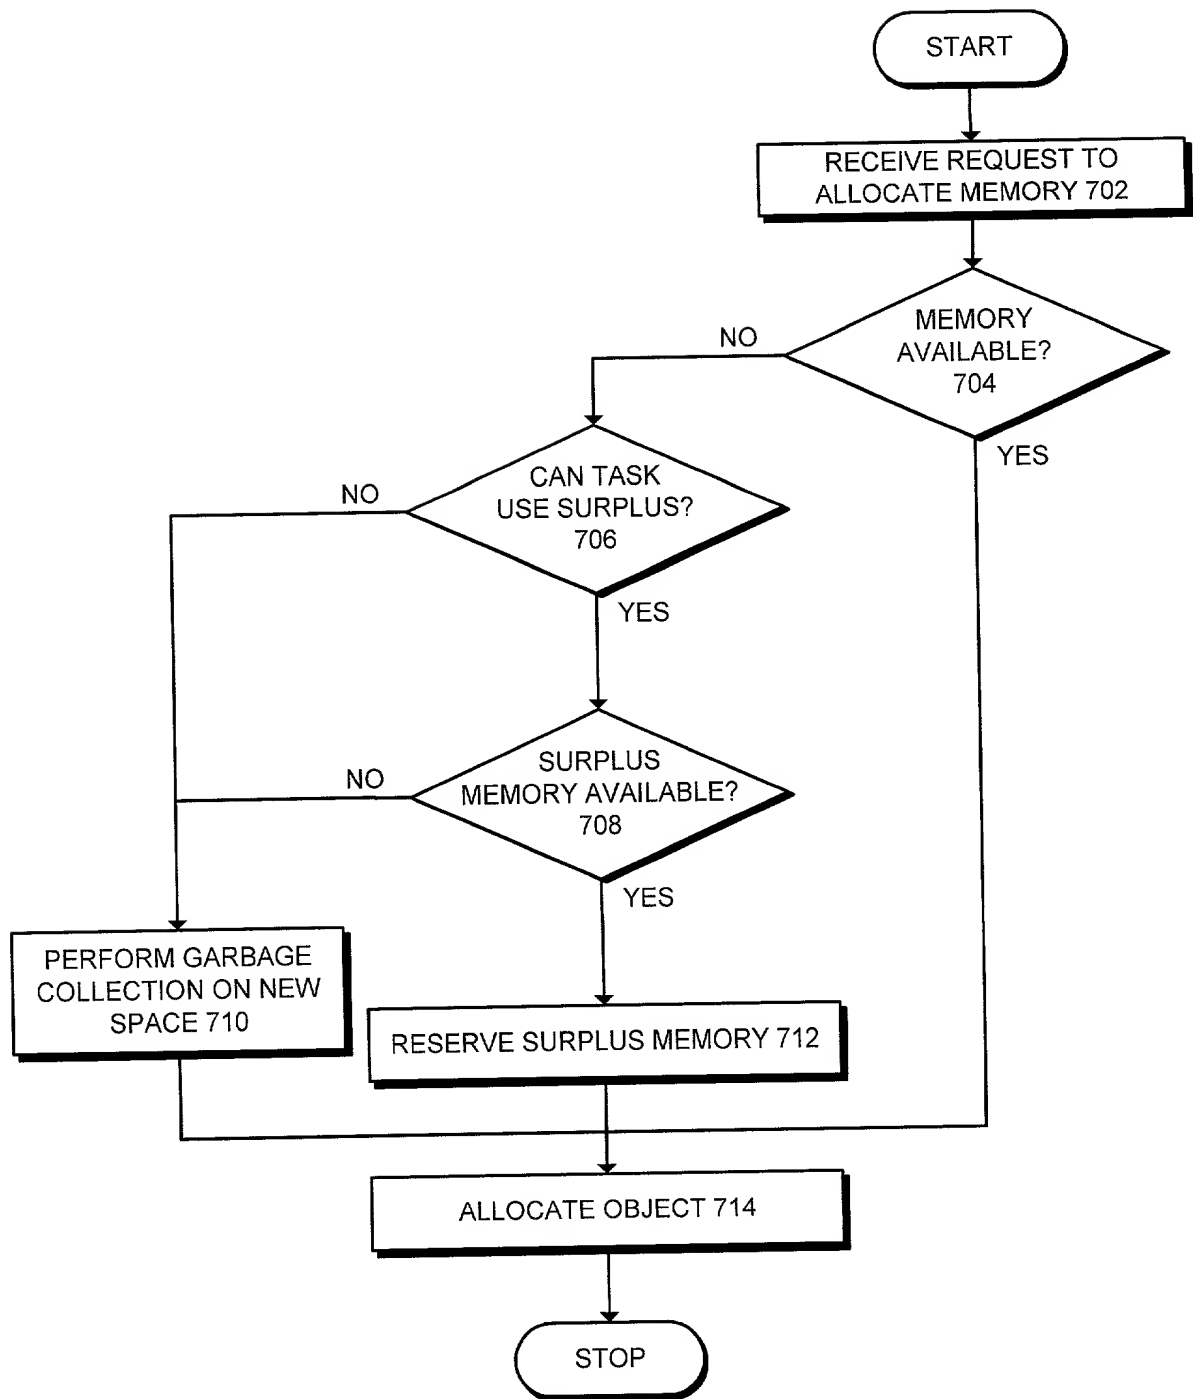 START
RECEIVE REQUEST TO
ALLOCATE MEMORY 702
MEMORY
AVAILABLE?
704
NO
YES
CAN TASK
USE SURPLUS?
706
NO
YES
SURPLUS
MEMORY AVAILABLE?
708
NO
YES
PERFORM GARBAGE
COLLECTION ON NEW
SPACE 710
RESERVE SURPLUS MEMORY 712
ALLOCATE OBJECT 714
STOP